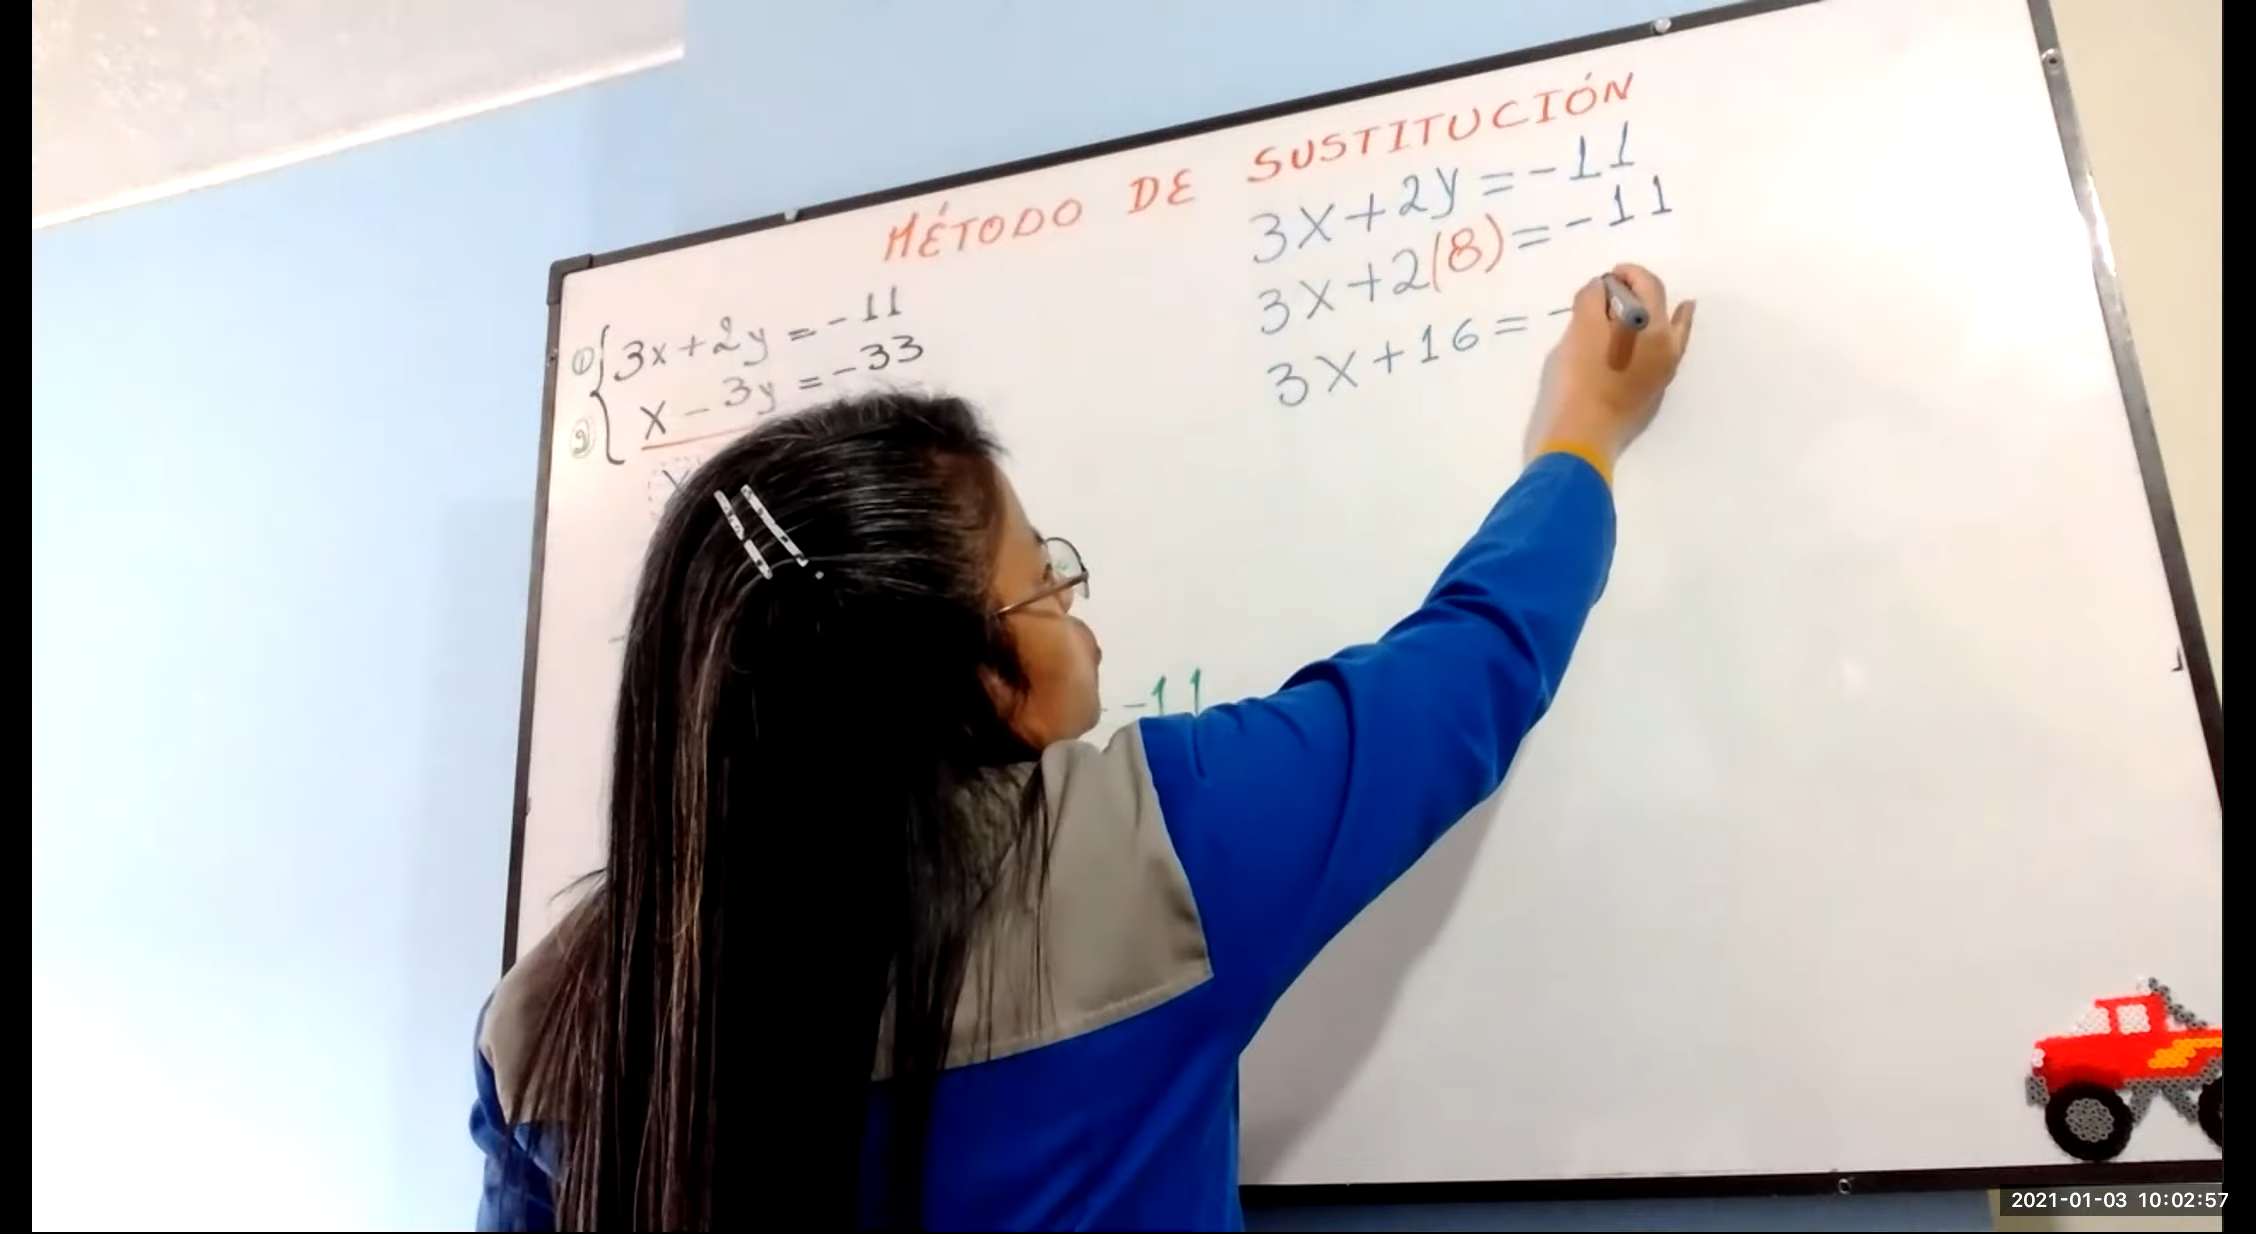 MÉTODO DE SUSTITUCIÓN
① 3x+2y=-11
② x-3y=-33
x
-11
3x+2y=-11
3x+2(8)=-11
3x+16=-
2021-01-03 10:02:57